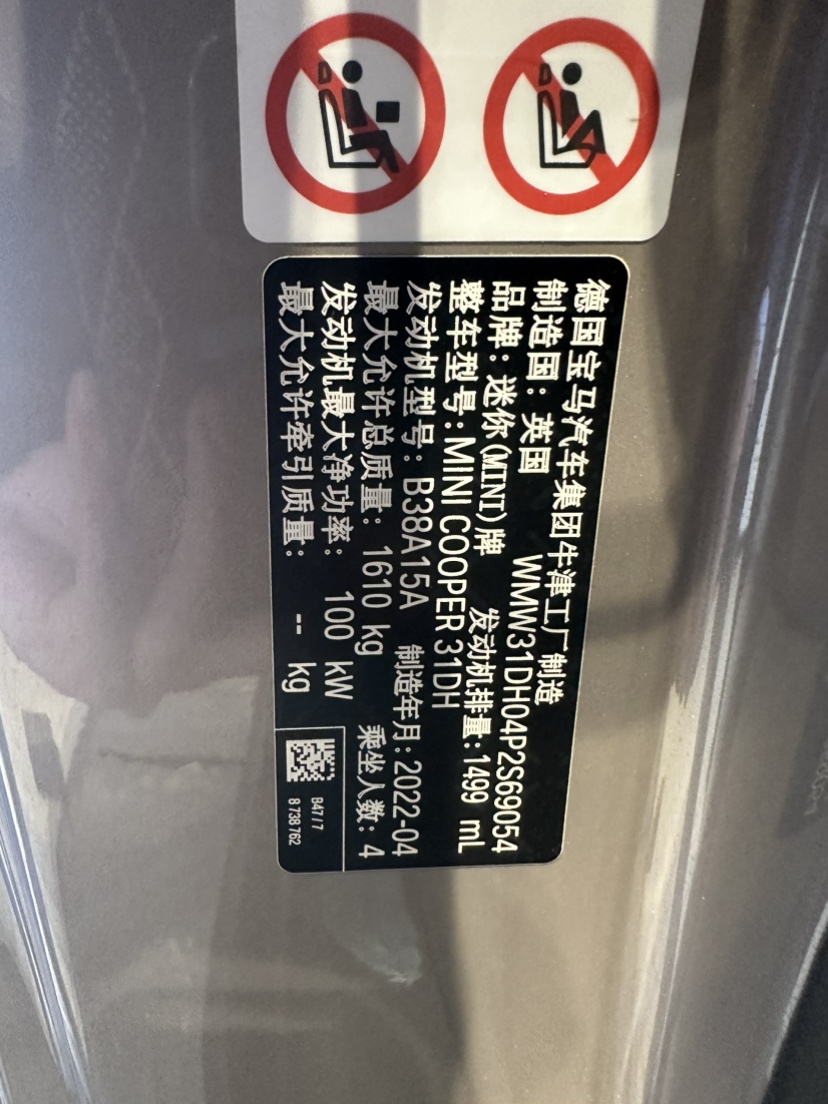 德国宝马汽车集团牛津工厂制造
制造国：英国 WMW31DH04P2S69054
品牌：迷你(MINI)牌 发动机排量：1499 mL
整车型号：MINI COOPER 31DH
发动机型号：B38A15A 制造年月：2022-04
最大允许总质量：1610 kg 乘坐人数：4
发动机最大净功率：100 kW
最大允许牵引质量：-- kg
B47/7
8 738 762